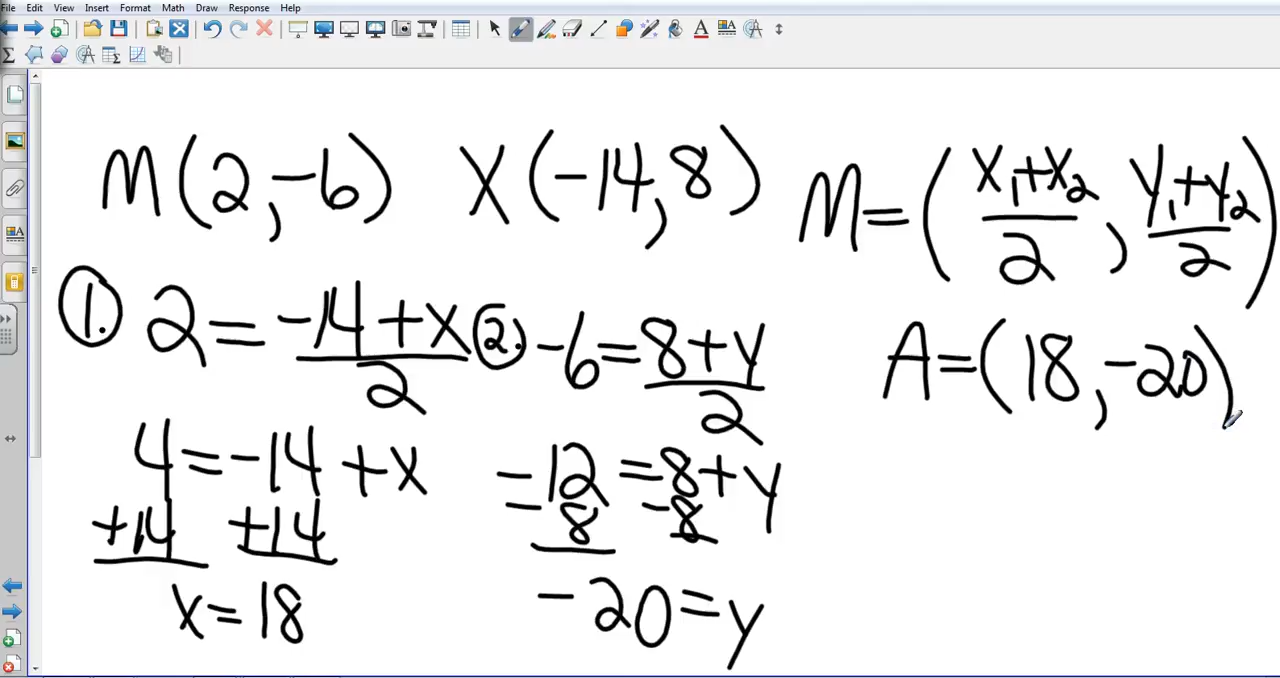 File Edit View Insert Format Math Draw Response Help
M(2,-6) X(-14,8) M=(x₁+x₂/2, y₁+y₂/2)
1. 2=-14+x/2 2. -6=8+y/2 A=(18,-20)
4=-14+x -12=8+y
+14 +14 -8 -8
x=18 -20=y